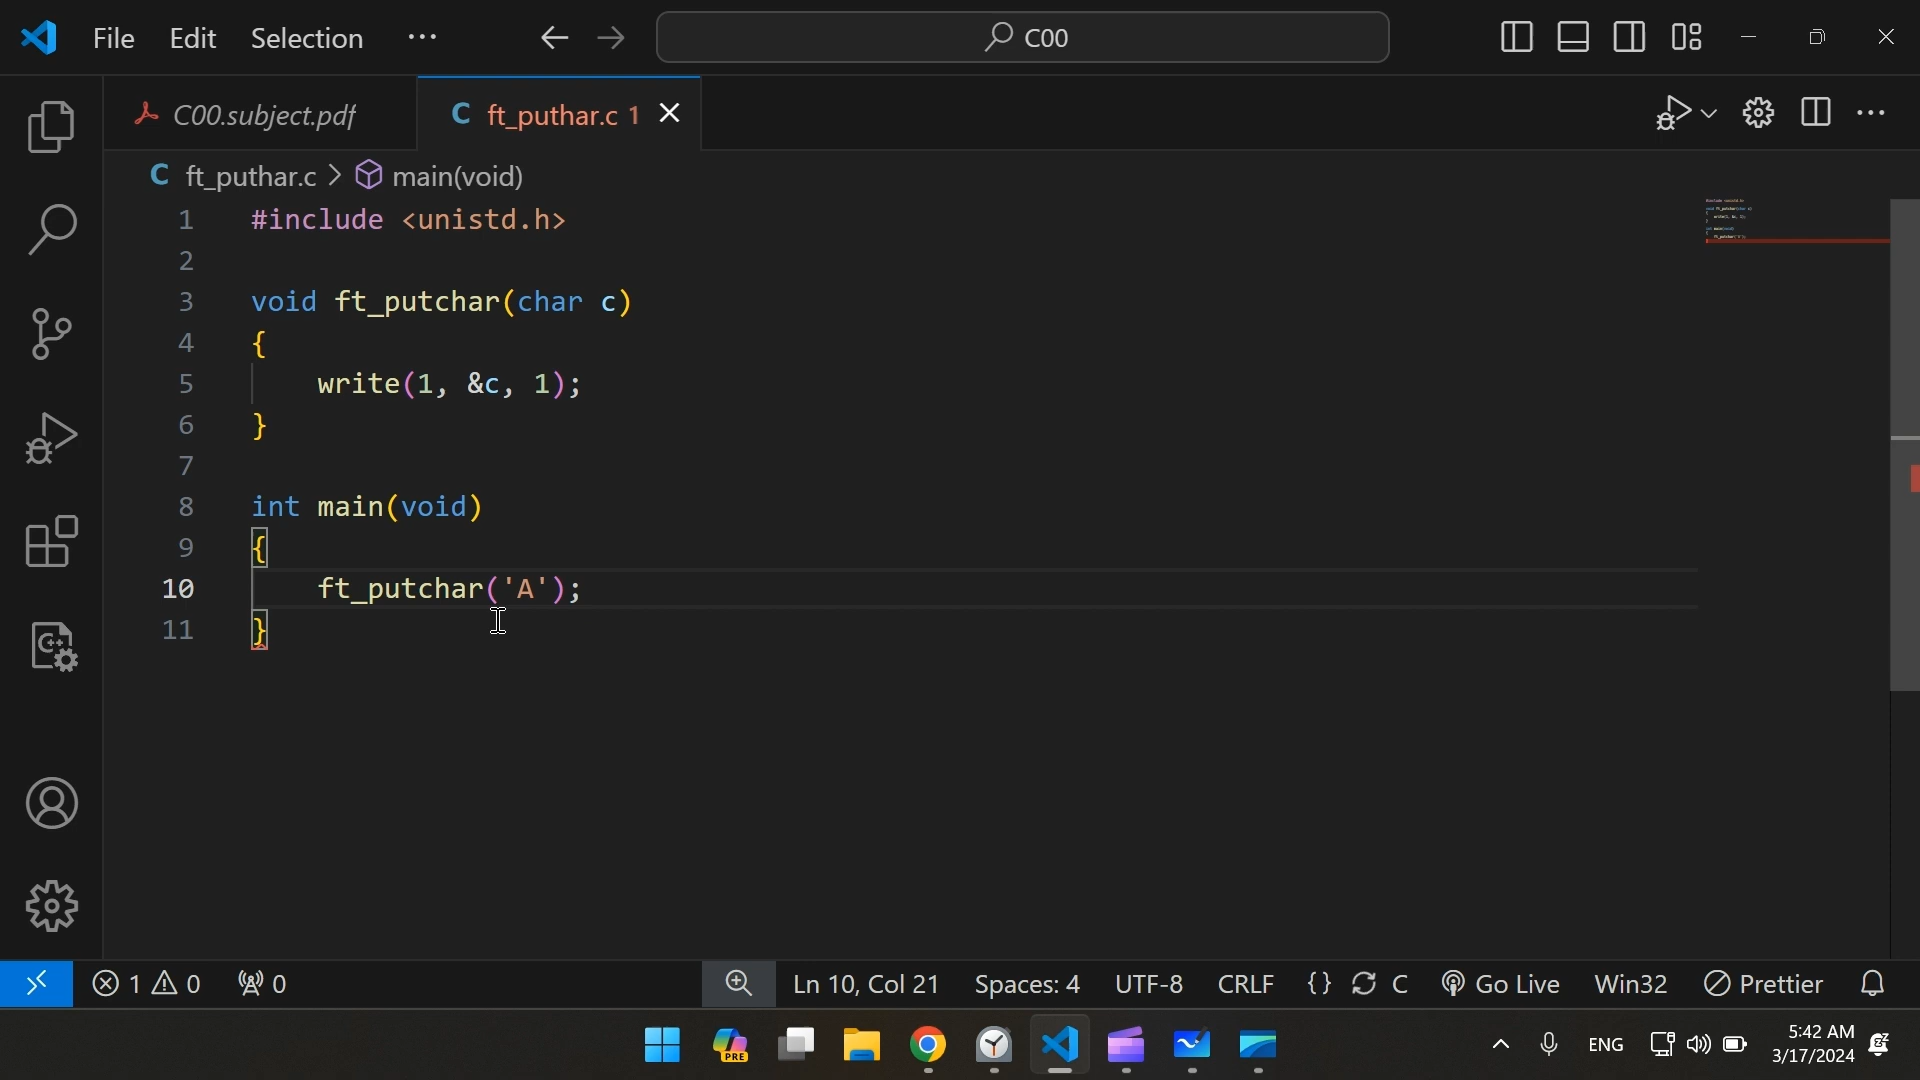 File Edit Selection ··· C00
C00.subject.pdf C ft_puthar.c 1
C ft_puthar.c > main(void)
1 #include <unistd.h>
2
3 void ft_putchar(char c)
4 {
5 write(1, &c, 1);
6 }
7
8 int main(void)
9 {
10 ft_putchar('A');
11 }
1 0 0 Ln 10, Col 21 Spaces: 4 UTF-8 CRLF {} C Go Live Win32 Prettier
PRE ENG 5:42 AM
3/17/2024